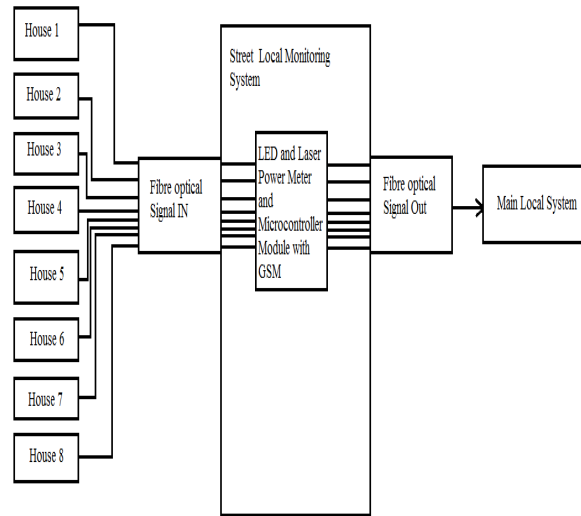 House 1
House 2
House 3
House 4
House 5
House 6
House 7
House 8
Fibre optical
Signal IN
Street Local Monitoring
System
LED and Laser
Power Meter
and
Microcontroller
Module with
GSM
Fibre optical
Signal Out
Main Local System